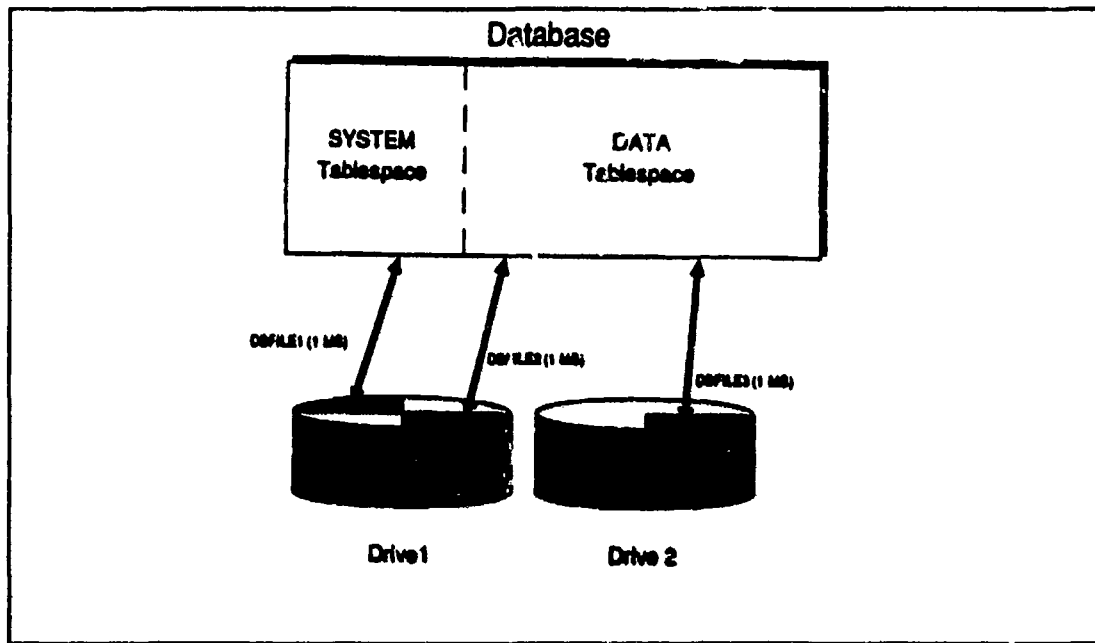 Database
SYSTEM
Tablespace
DATA
Tablespace
DBFILE1 (1 MB)
DBFILE2 (1 MB)
DBFILE3 (1 MB)
Drive1
Drive 2